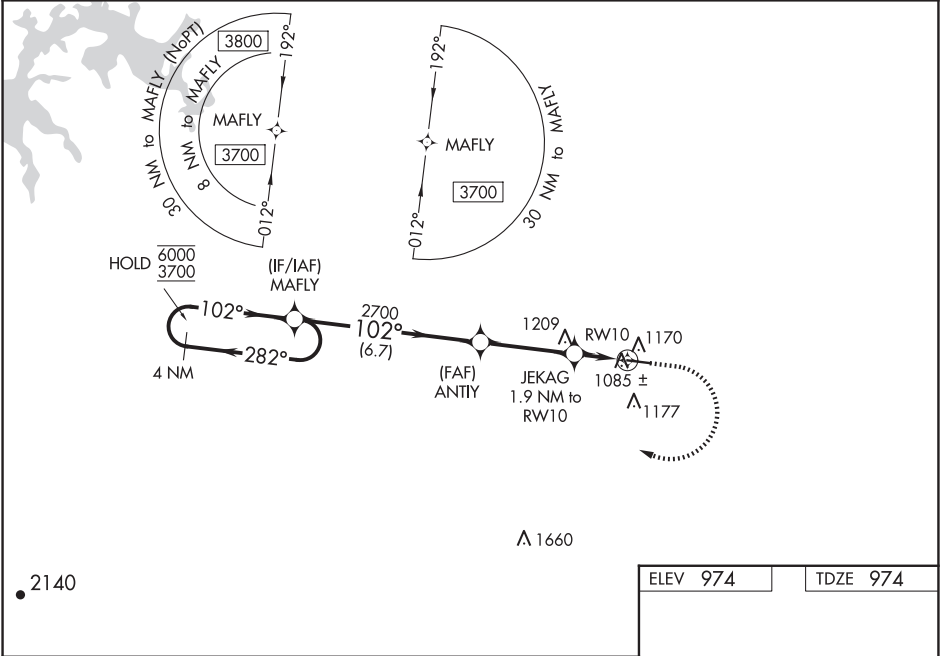 3800
192°
30 NM to MAFLY (NoPT)
8 NM to MAFLY
MAFLY
3700
012°
192°
MAFLY
3700
012°
30 NM to MAFLY
HOLD 6000
3700
(IF/IAF)
MAFLY
102°
282°
4 NM
2700
102°
(6.7)
(FAF)
ANTIY
1209
JEKAG
1.9 NM to
RW10
RW10
1170
1085 ±
1177
1660
2140
ELEV 974
TDZE 974